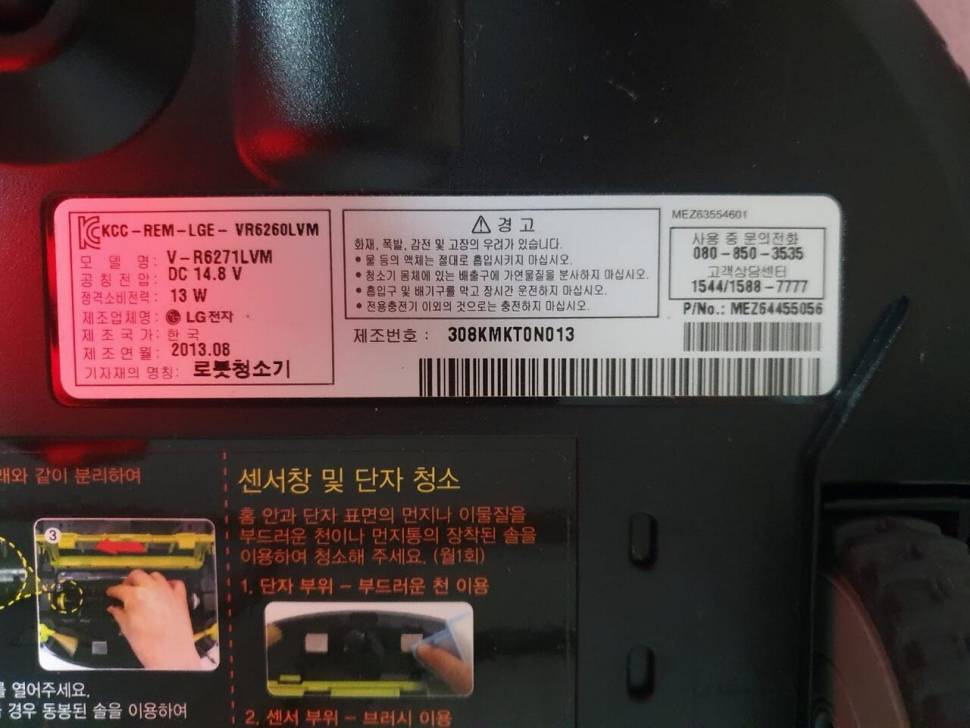 KCC-REM-LGE- VR6260LVM
모 델 명: V-R6271LVM
공 칭 전 압: DC 14.8 V
정격소비전력: 13 W
제조업체명: LG전자
제 조 국 가: 한 국
제 조 연 월: 2013.08
기자재의 명칭: 로봇청소기
경 고
화재, 폭발, 감전 및 고장의 우려가 있습니다.
• 물 등의 액체는 절대로 흡입시키지 마십시오.
• 청소기 몸체에 있는 배출구에 가연물질을 분사하지 마십시오.
• 흡입구 및 배기구를 막고 장시간 운전하지 마십시오.
• 전용충전기 이외의 것으로는 충전하지 마십시오.
제조번호 : 308KMKT0N013
MEZ63554601
사용 중 문의전화
080-850-3535
고객상담센터
1544/1588-7777
P/No.: MEZ64455056
래와 같이 분리하여
3
를 열어주세요.
경우 동봉된 솔을 이용하여
센서창 및 단자 청소
홈 안과 단자 표면의 먼지나 이물질을
부드러운 천이나 먼지통의 장착된 솔을
이용하여 청소해 주세요. (월1회)
1. 단자 부위 - 부드러운 천 이용
2. 센서 부위 - 브러시 이용